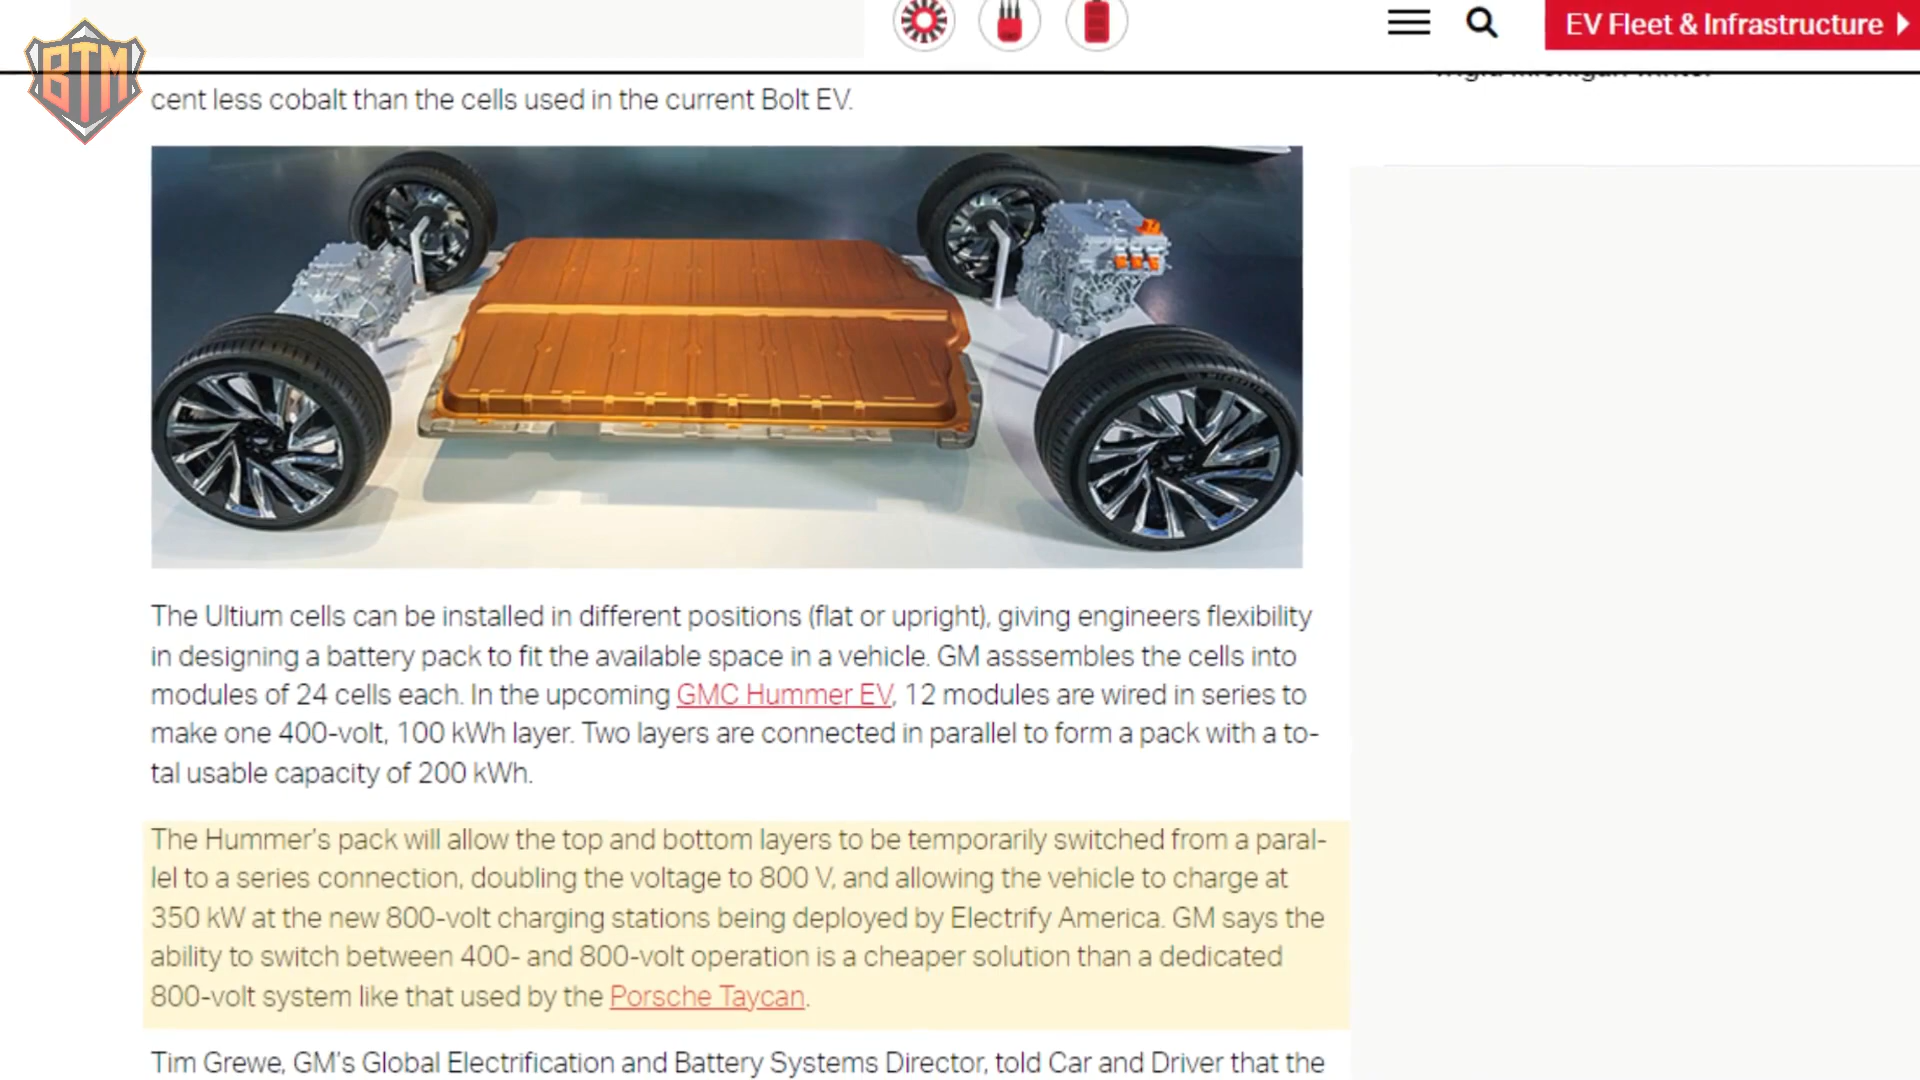 BTM
EV Fleet & Infrastructure
cent less cobalt than the cells used in the current Bolt EV.
The Ultium cells can be installed in different positions (flat or upright), giving engineers flexibility
in designing a battery pack to fit the available space in a vehicle. GM asssembles the cells into
modules of 24 cells each. In the upcoming GMC Hummer EV, 12 modules are wired in series to
make one 400-volt, 100 kWh layer. Two layers are connected in parallel to form a pack with a to-
tal usable capacity of 200 kWh.
The Hummer's pack will allow the top and bottom layers to be temporarily switched from a paral-
lel to a series connection, doubling the voltage to 800 V, and allowing the vehicle to charge at
350 kW at the new 800-volt charging stations being deployed by Electrify America. GM says the
ability to switch between 400- and 800-volt operation is a cheaper solution than a dedicated
800-volt system like that used by the Porsche Taycan.
Tim Grewe, GM's Global Electrification and Battery Systems Director, told Car and Driver that the